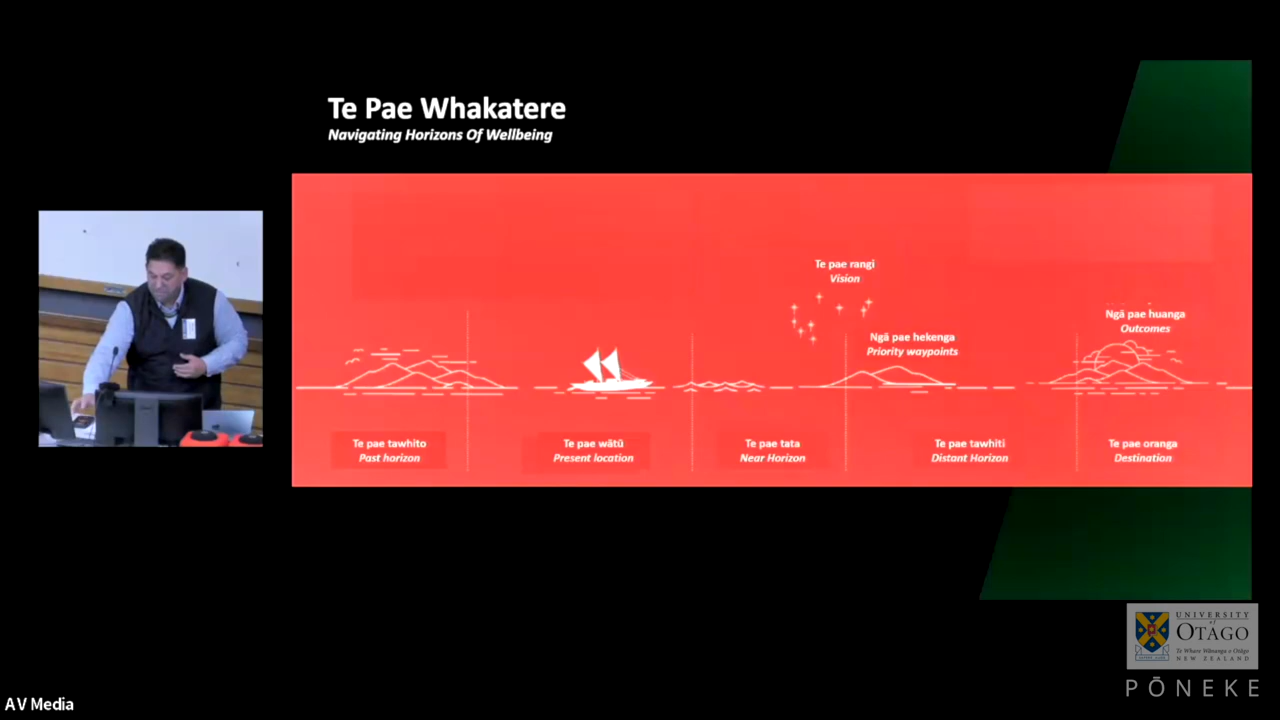 Te Pae Whakatere
Navigating Horizons Of Wellbeing
Te pae rangi
Vision
Ngā pae hekenga
Priority waypoints
Ngā pae huanga
Outcomes
Te pae tawhito
Past horizon
Te pae wātū
Present location
Te pae tata
Near Horizon
Te pae tawhiti
Distant Horizon
Te pae oranga
Destination
UNIVERSITY
of
OTAGO
Te Whare Wānanga o Otāgo
NEW ZEALAND
PŌNEKE
AV Media